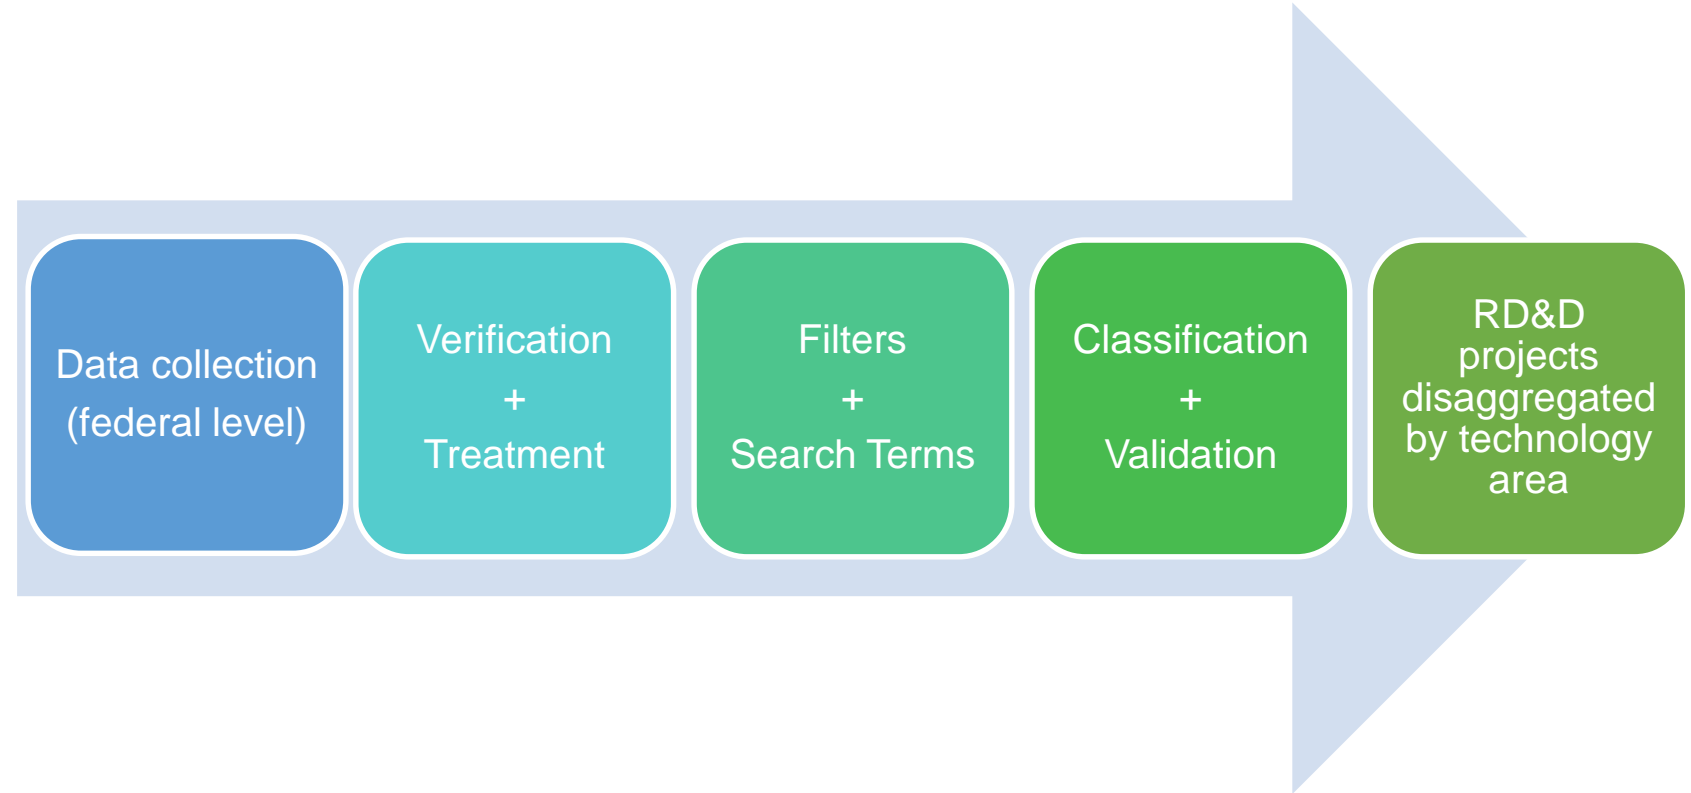 Data collection
(federal level)
Verification
+
Treatment
Filters
+
Search Terms
Classification
+
Validation
RD&D
projects
disaggregated
by technology
area